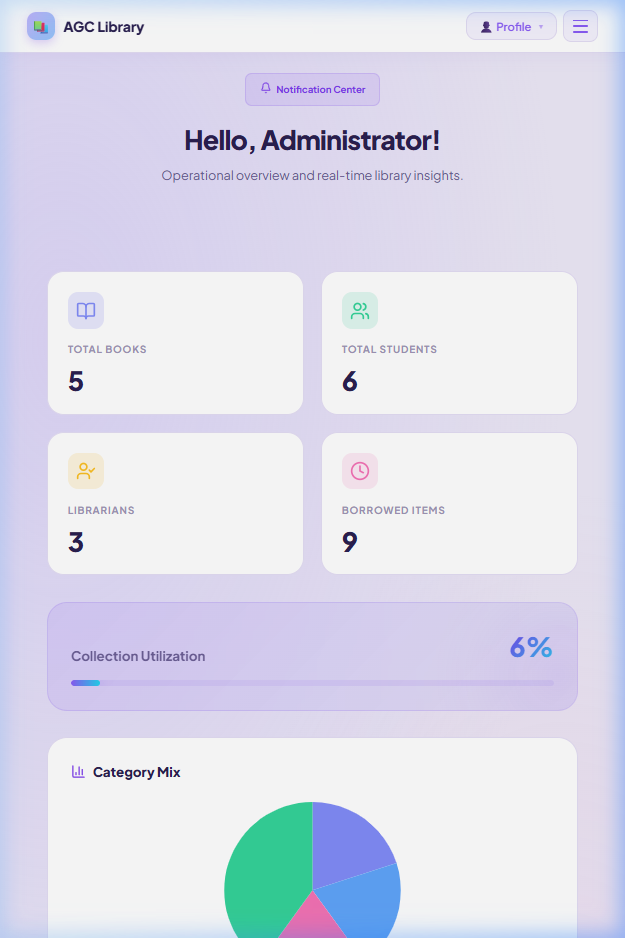 AGC Library
Profile
Notification Center
Hello, Administrator!
Operational overview and real-time library insights.
TOTAL BOOKS
5
TOTAL STUDENTS
6
LIBRARIANS
3
BORROWED ITEMS
9
Collection Utilization
6%
Category Mix